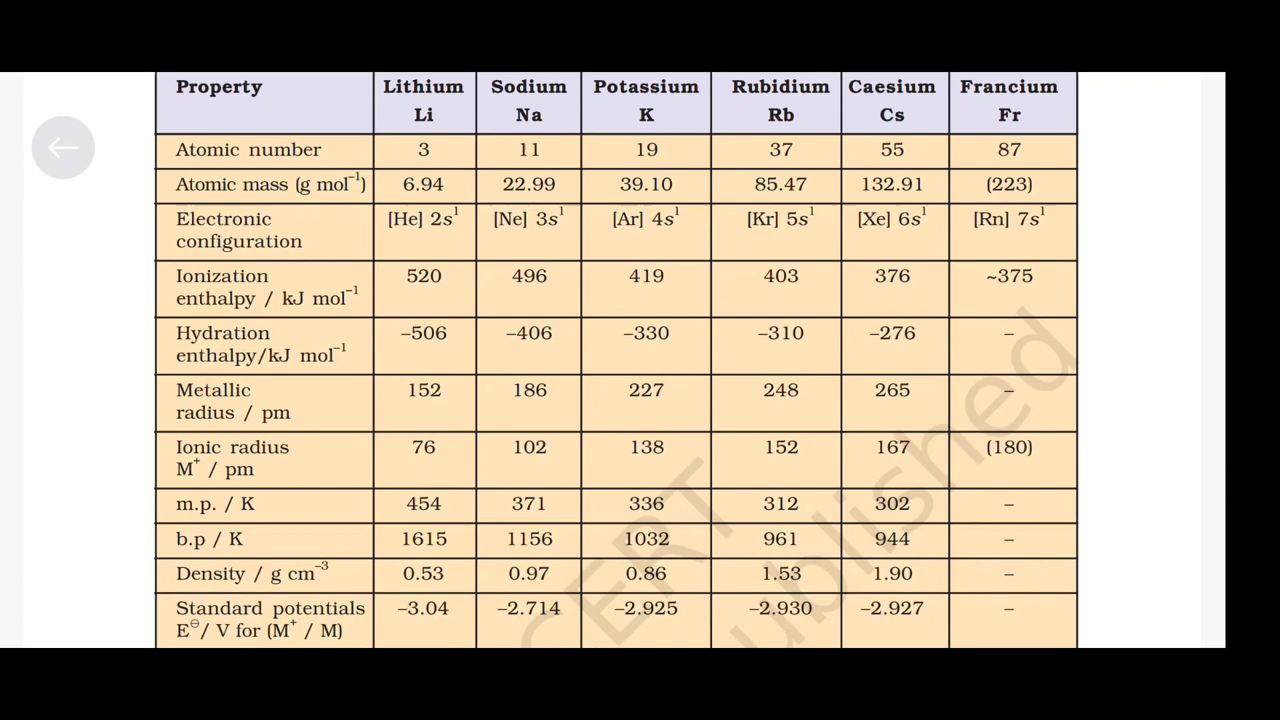 Property Lithium Sodium Potassium Rubidium Caesium Francium
Li Na K Rb Cs Fr
Atomic number 3 11 19 37 55 87
Atomic mass (g mol⁻¹) 6.94 22.99 39.10 85.47 132.91 (223)
Electronic [He] 2s¹ [Ne] 3s¹ [Ar] 4s¹ [Kr] 5s¹ [Xe] 6s¹ [Rn] 7s¹
configuration
Ionization 520 496 419 403 376 ~375
enthalpy / kJ mol⁻¹
Hydration –506 –406 –330 –310 –276 –
enthalpy/kJ mol⁻¹
Metallic 152 186 227 248 265 –
radius / pm
Ionic radius 76 102 138 152 167 (180)
M⁺ / pm
m.p. / K 454 371 336 312 302 –
b.p / K 1615 1156 1032 961 944 –
Density / g cm⁻³ 0.53 0.97 0.86 1.53 1.90 –
Standard potentials –3.04 –2.714 –2.925 –2.930 –2.927 –
E⊖/ V for (M⁺ / M)